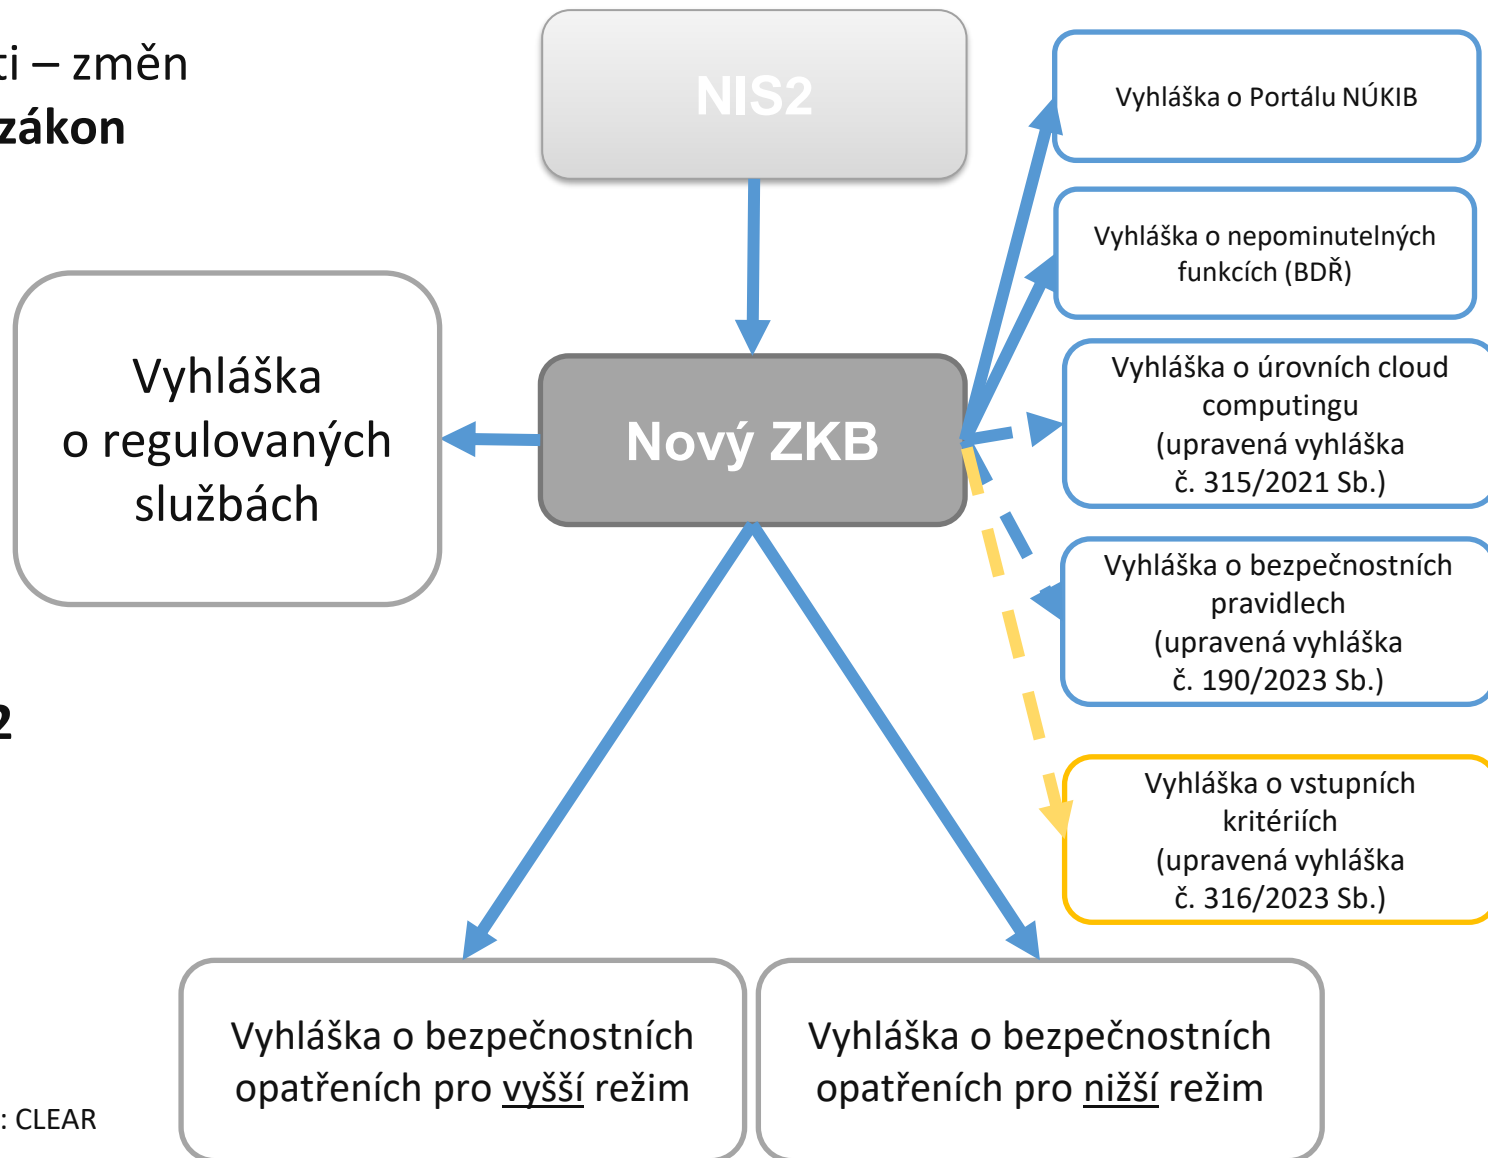 ti – změn
zákon
NIS2
Vyhláška o Portálu NÚKIB
Vyhláška o nepominutelných
funkcích (BDŘ)
Vyhláška
o regulovaných
službách
Nový ZKB
Vyhláška o úrovních cloud
computingu
(upravená vyhláška
č. 315/2021 Sb.)
Vyhláška o bezpečnostních
pravidlech
(upravená vyhláška
č. 190/2023 Sb.)
2
Vyhláška o vstupních
kritériích
(upravená vyhláška
č. 316/2023 Sb.)
Vyhláška o bezpečnostních
opatřeních pro vyšší režim
Vyhláška o bezpečnostních
opatřeních pro nižší režim
: CLEAR